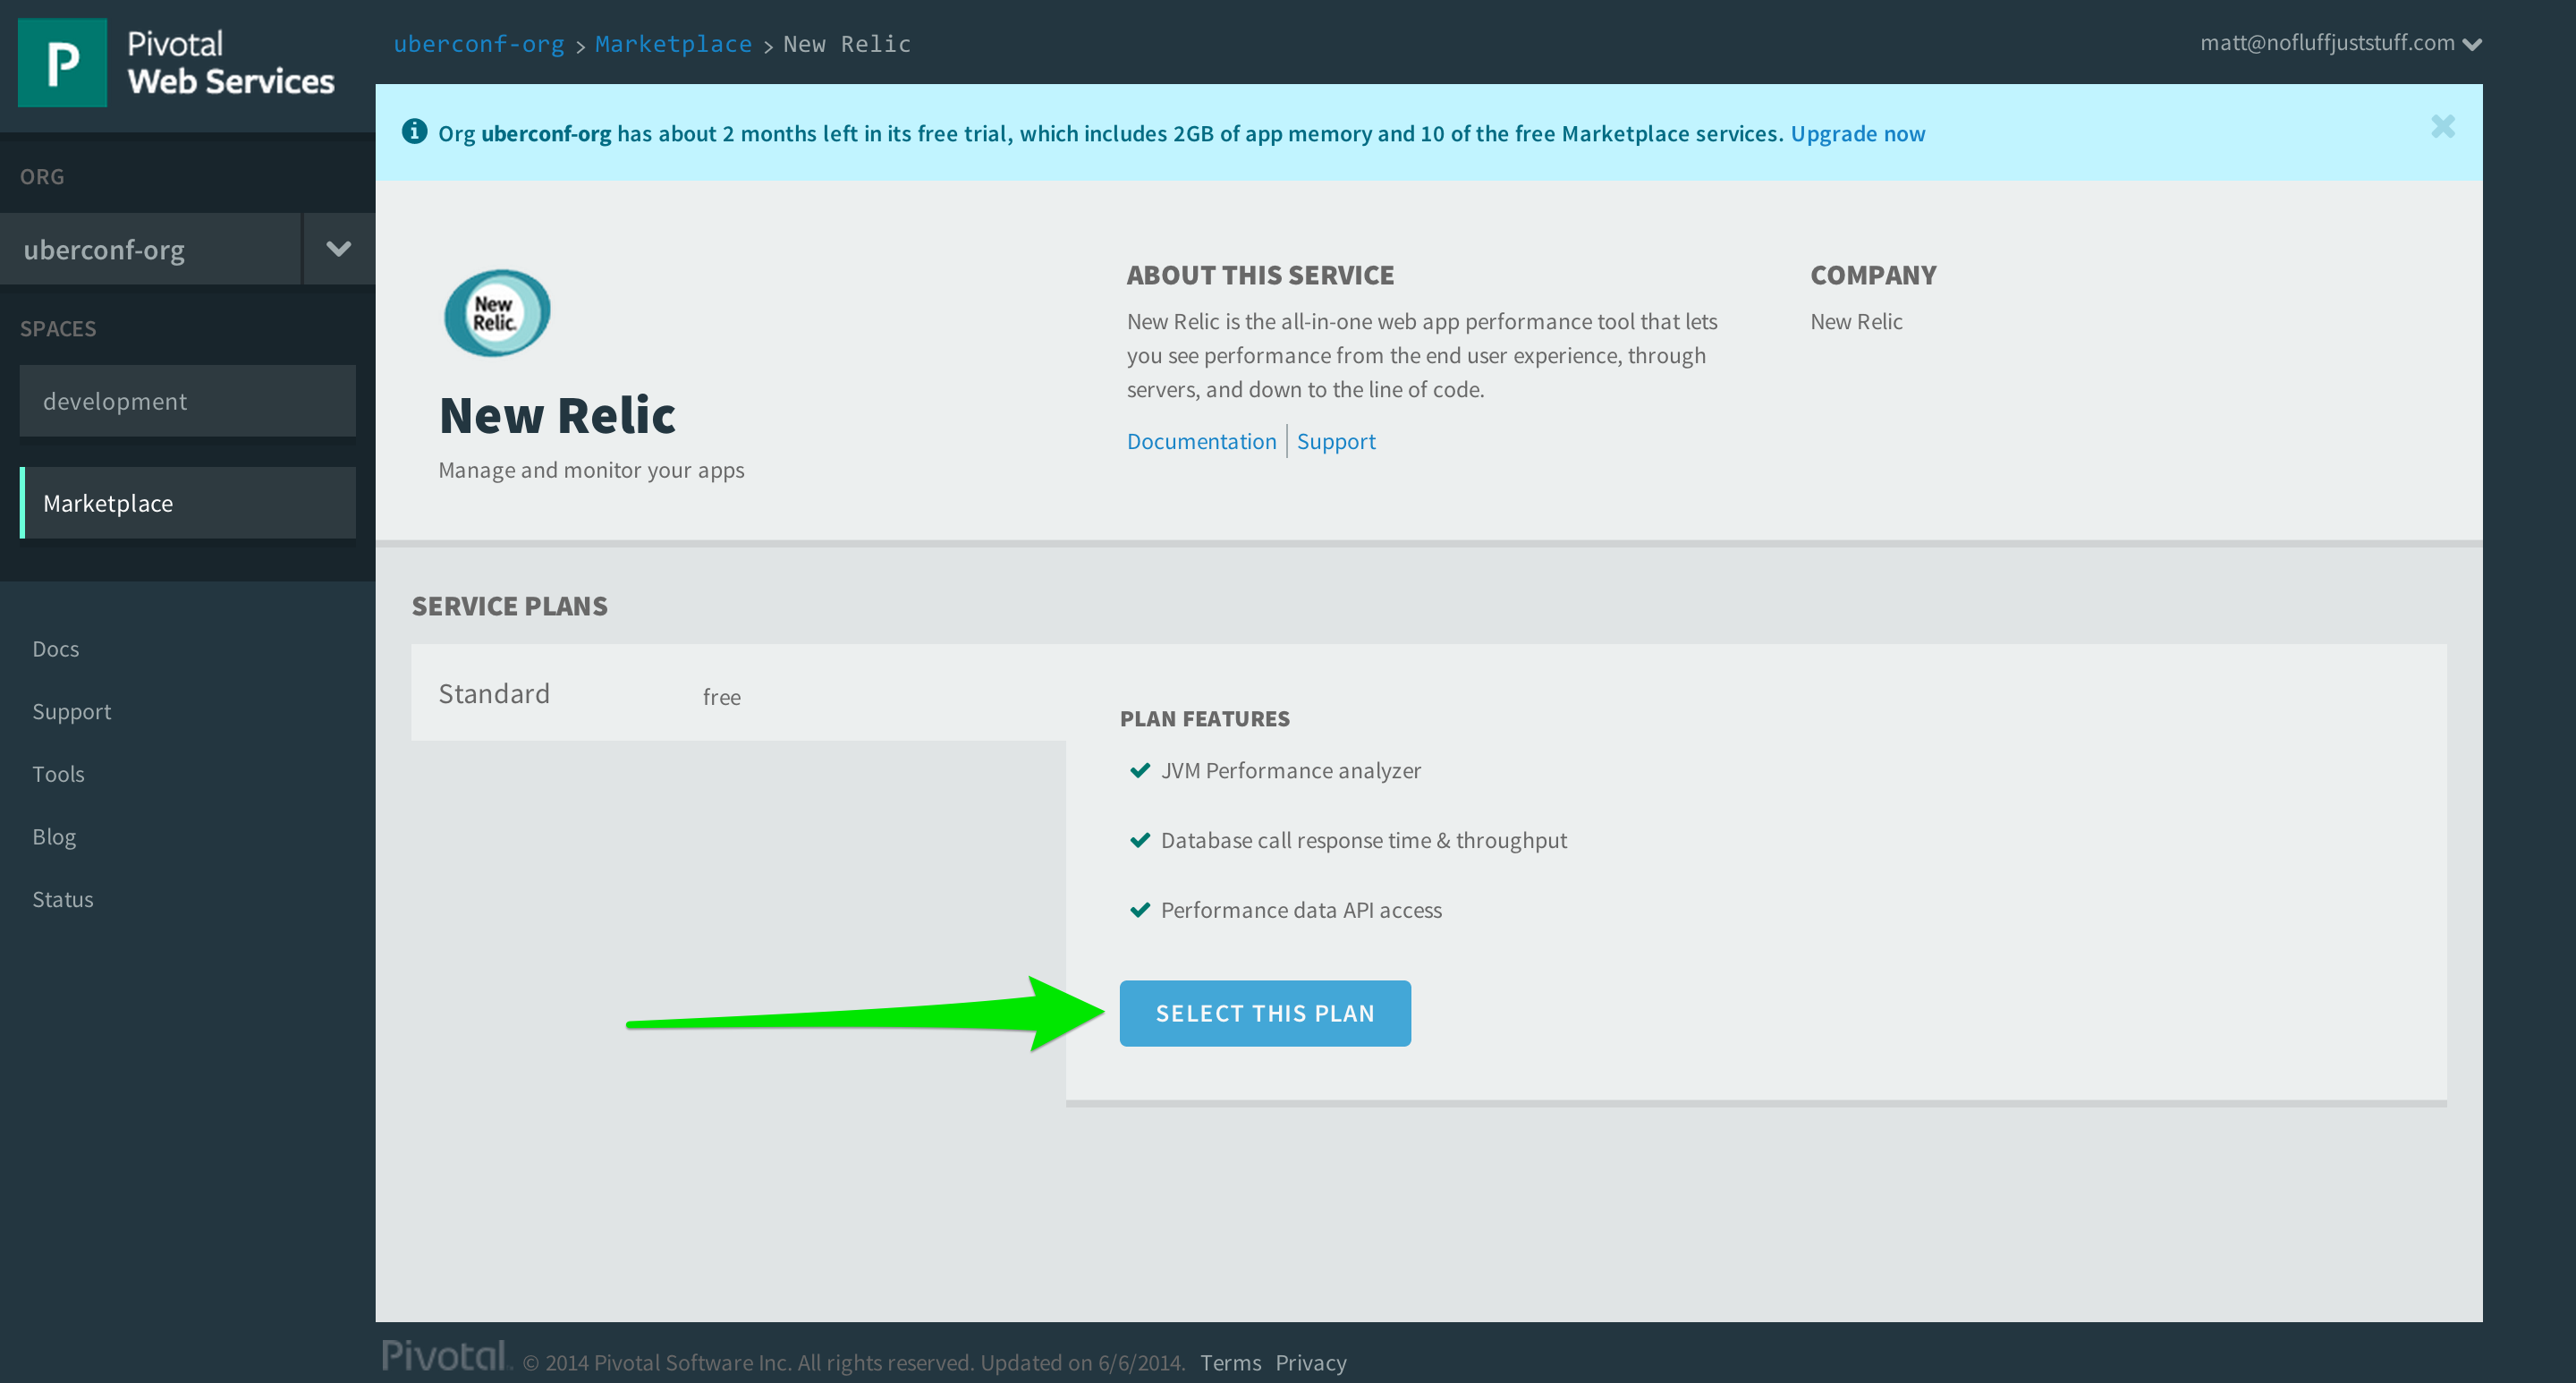 P
Pivotal
Web Services
uberconf-org > Marketplace > New Relic
matt@nofluffjuststuff.com
Org uberconf-org has about 2 months left in its free trial, which includes 2GB of app memory and 10 of the free Marketplace services. Upgrade now
ORG
uberconf-org
SPACES
development
Marketplace
Docs
Support
Tools
Blog
Status
New
Relic.
New Relic
Manage and monitor your apps
ABOUT THIS SERVICE
New Relic is the all-in-one web app performance tool that lets
you see performance from the end user experience, through
servers, and down to the line of code.
Documentation | Support
COMPANY
New Relic
SERVICE PLANS
Standard free
PLAN FEATURES
JVM Performance analyzer
Database call response time & throughput
Performance data API access
SELECT THIS PLAN
Pivotal. © 2014 Pivotal Software Inc. All rights reserved. Updated on 6/6/2014. Terms Privacy